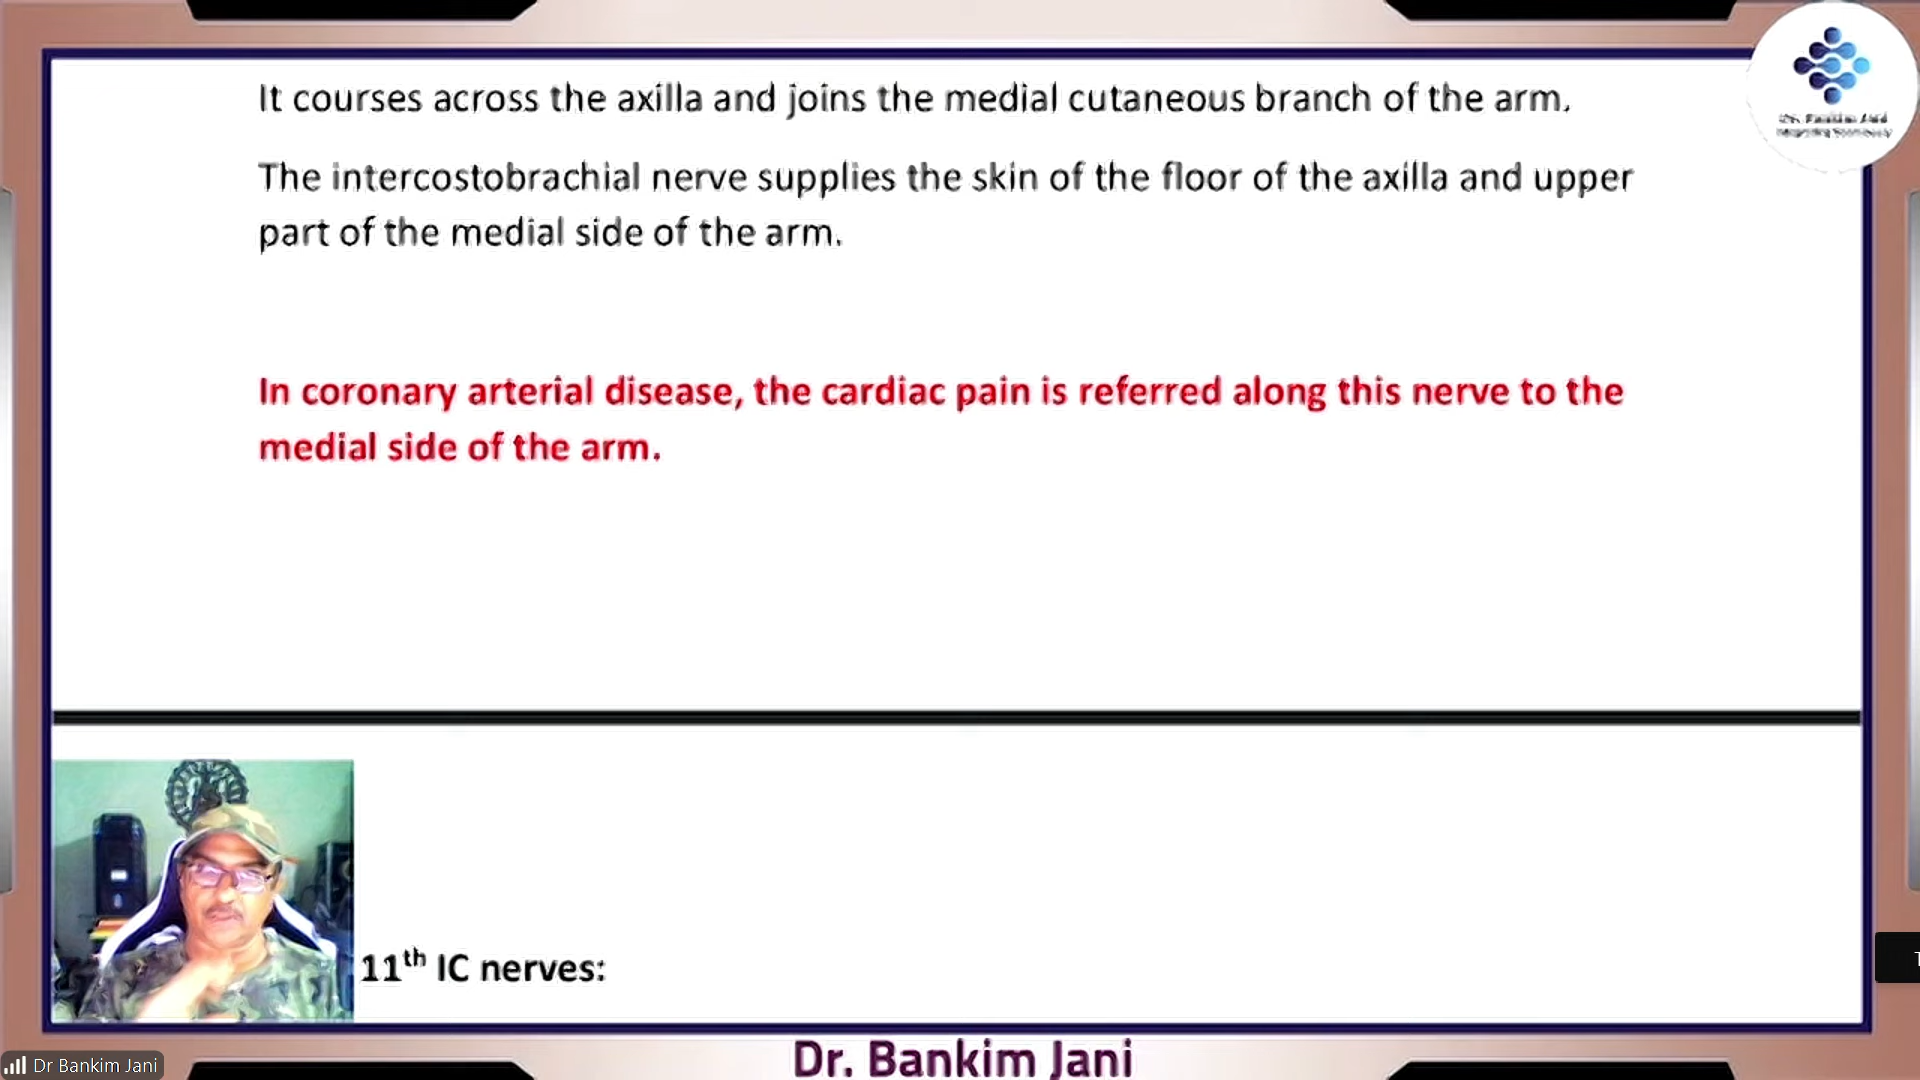 It courses across the axilla and joins the medial cutaneous branch of the arm.
The intercostobrachial nerve supplies the skin of the floor of the axilla and upper
part of the medial side of the arm.
In coronary arterial disease, the cardiac pain is referred along this nerve to the
medial side of the arm.
11th IC nerves:
Dr. Bankim Jani
Dr Bankim Jani
Dr. Bankim Jani